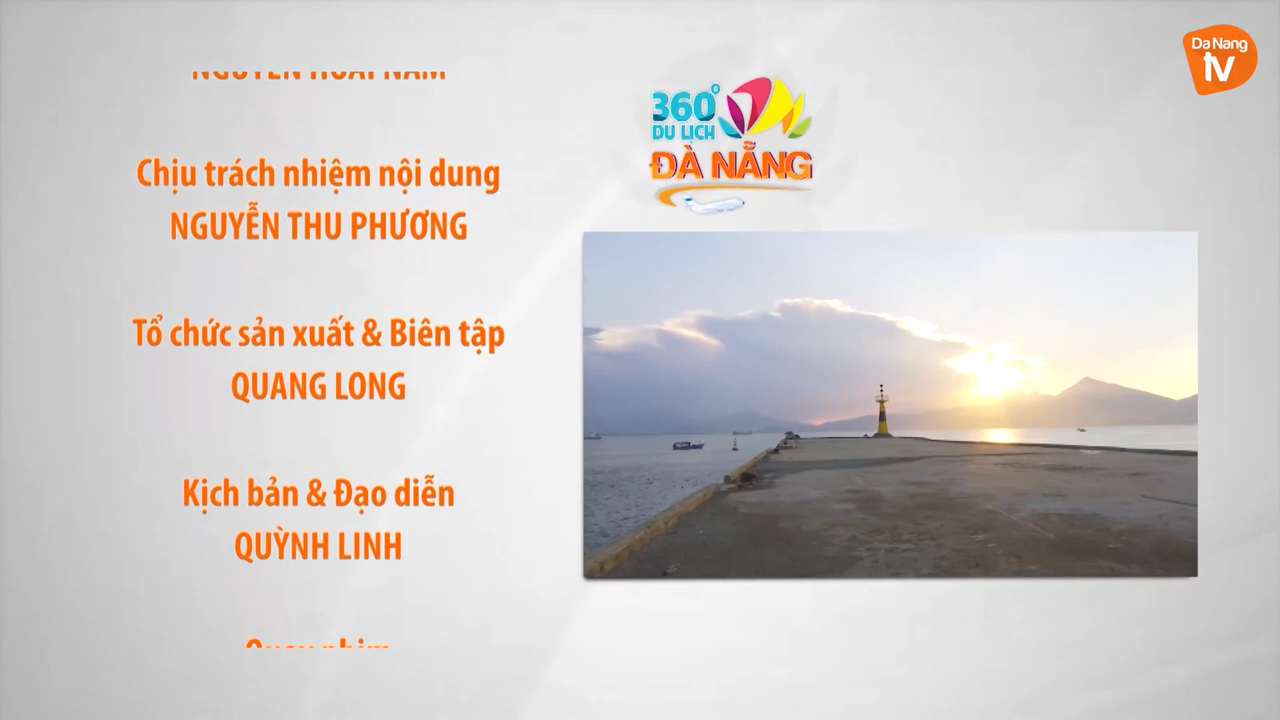 Da Nang
tv
360°
DU LỊCH
ĐÀ NẴNG
Chịu trách nhiệm nội dung
NGUYỄN THU PHƯƠNG
Tổ chức sản xuất & Biên tập
QUANG LONG
Kịch bản & Đạo diễn
QUỲNH LINH